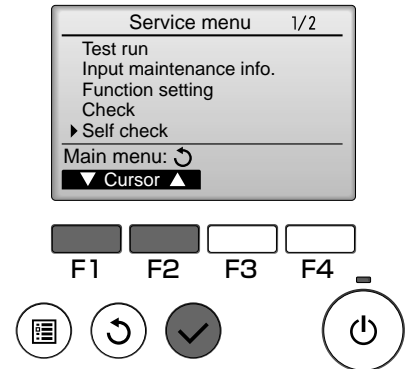 Service menu 1/2
Test run
Input maintenance info.
Function setting
Check
Self check
Main menu:
Cursor
F1 F2 F3 F4